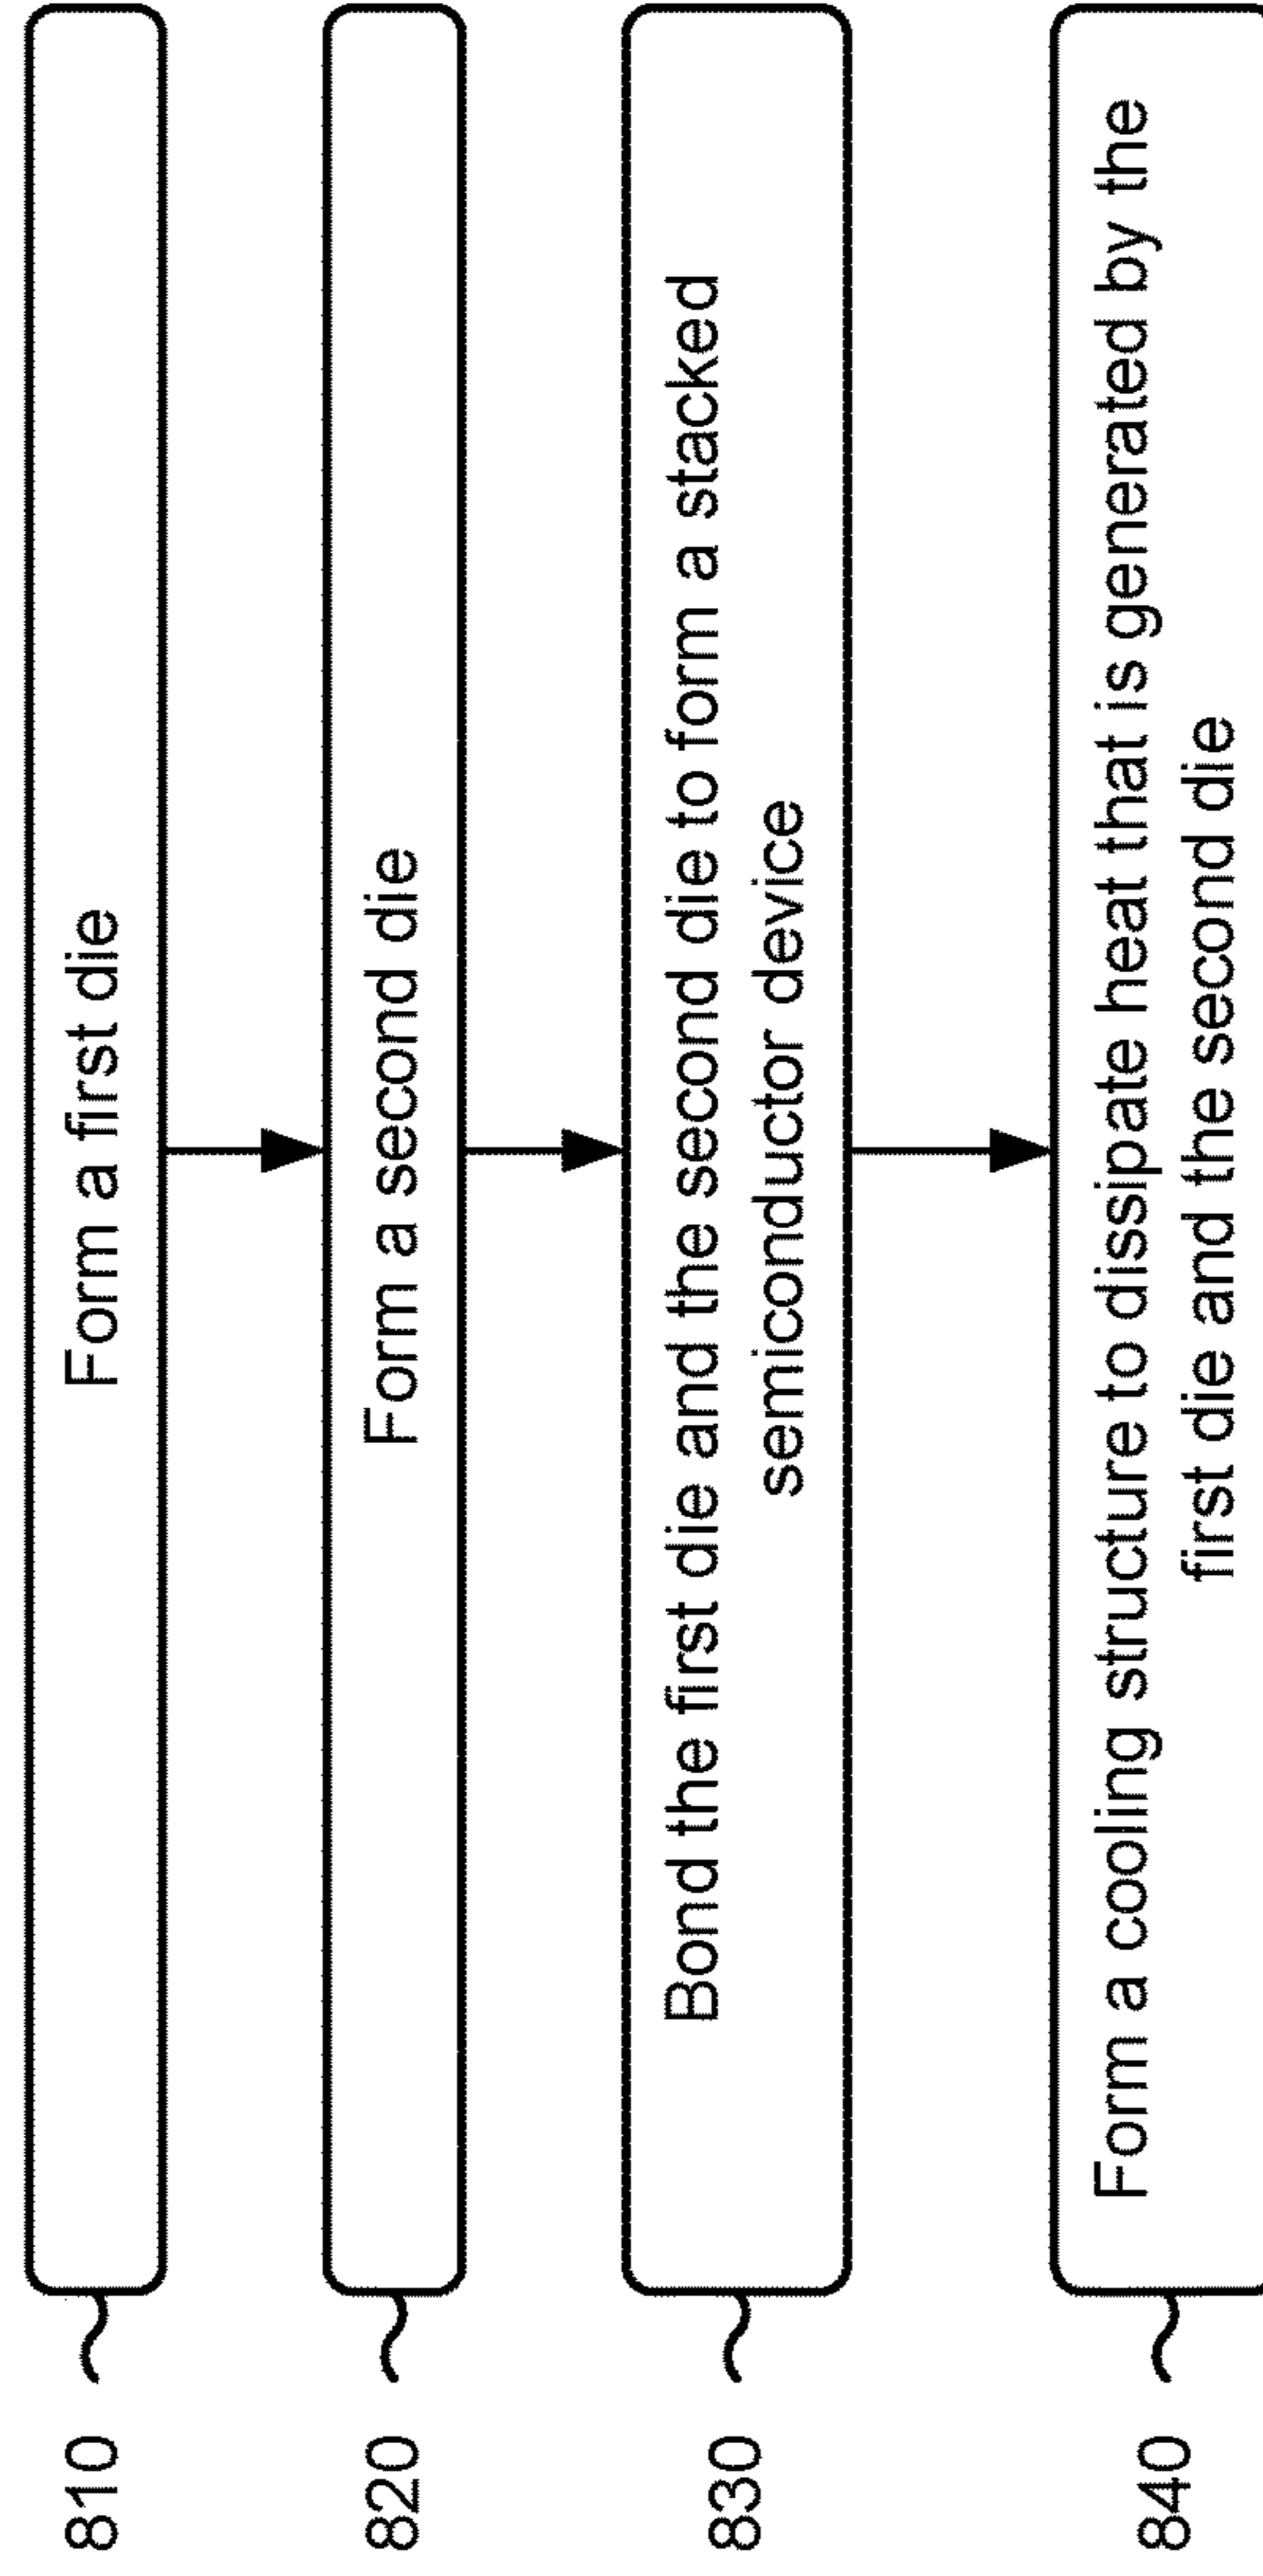 810
Form a first die
820
Form a second die
830
Bond the first die and the second die to form a stacked
semiconductor device
840
Form a cooling structure to dissipate heat that is generated by the
first die and the second die